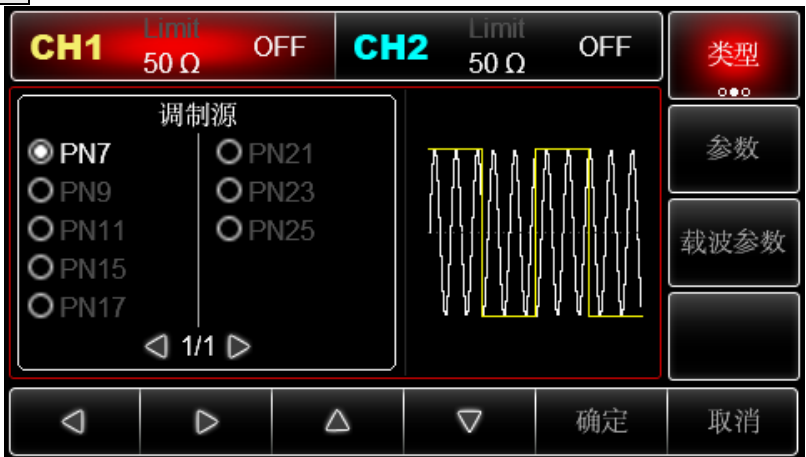 CH1 Limit 50 Ω OFF
CH2 Limit 50 Ω OFF
类型
调制源
PN7
PN9
PN11
PN15
PN17
PN21
PN23
PN25
1/1
参数
载波参数
确定
取消